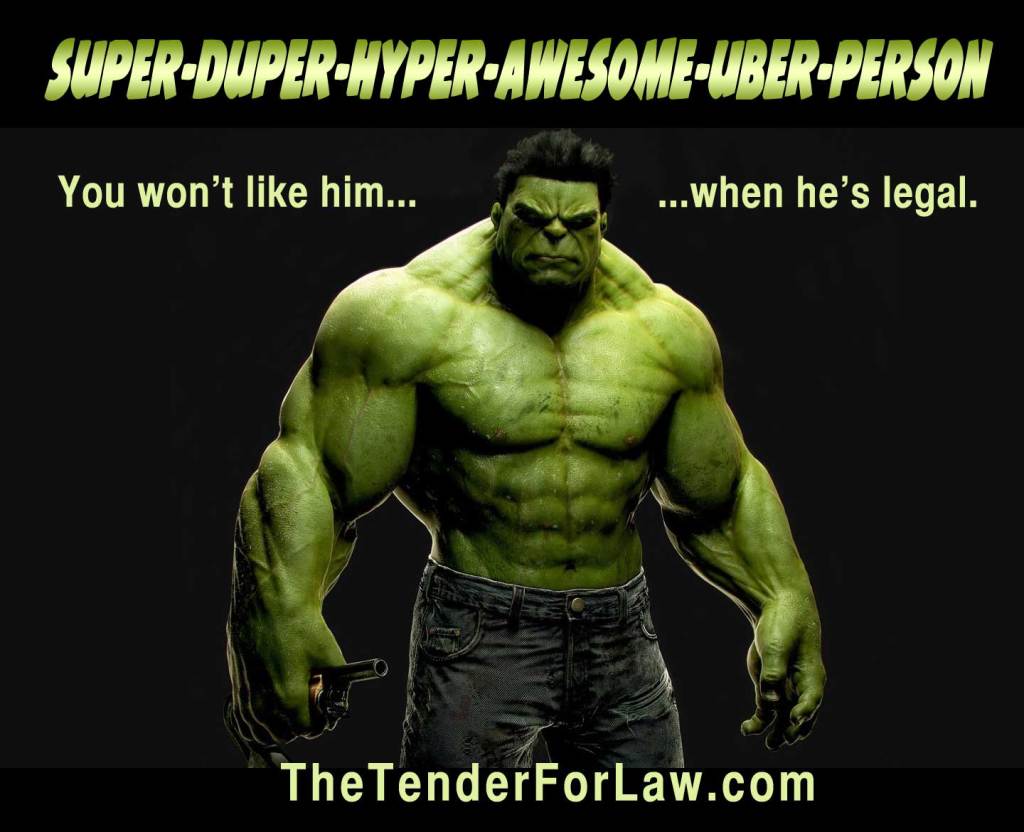 SUPER-DUPER-HYPER-AWESOME-UBER-PERSON
You won’t like him... ...when he’s legal.
TheTenderForLaw.com